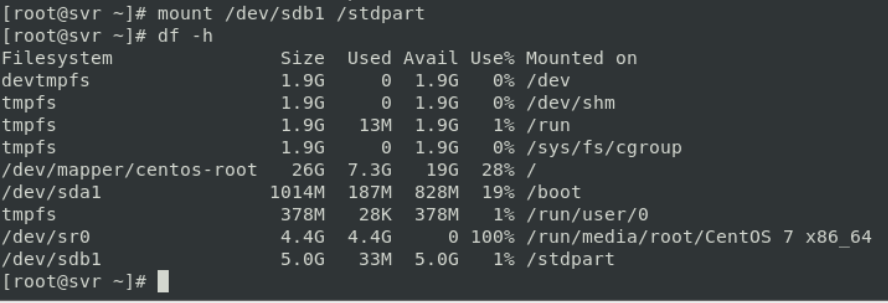 [root@svr ~]# mount /dev/sdb1 /stdpart
[root@svr ~]# df -h
Filesystem               Size  Used Avail Use% Mounted on
devtmpfs                 1.9G     0  1.9G   0% /dev
tmpfs                    1.9G     0  1.9G   0% /dev/shm
tmpfs                    1.9G   13M  1.9G   1% /run
tmpfs                    1.9G     0  1.9G   0% /sys/fs/cgroup
/dev/mapper/centos-root   26G  7.3G   19G  28% /
/dev/sda1               1014M  187M  828M  19% /boot
tmpfs                    378M   28K  378M   1% /run/user/0
/dev/sr0                 4.4G  4.4G     0 100% /run/media/root/CentOS 7 x86_64
/dev/sdb1                5.0G   33M  5.0G   1% /stdpart
[root@svr ~]#